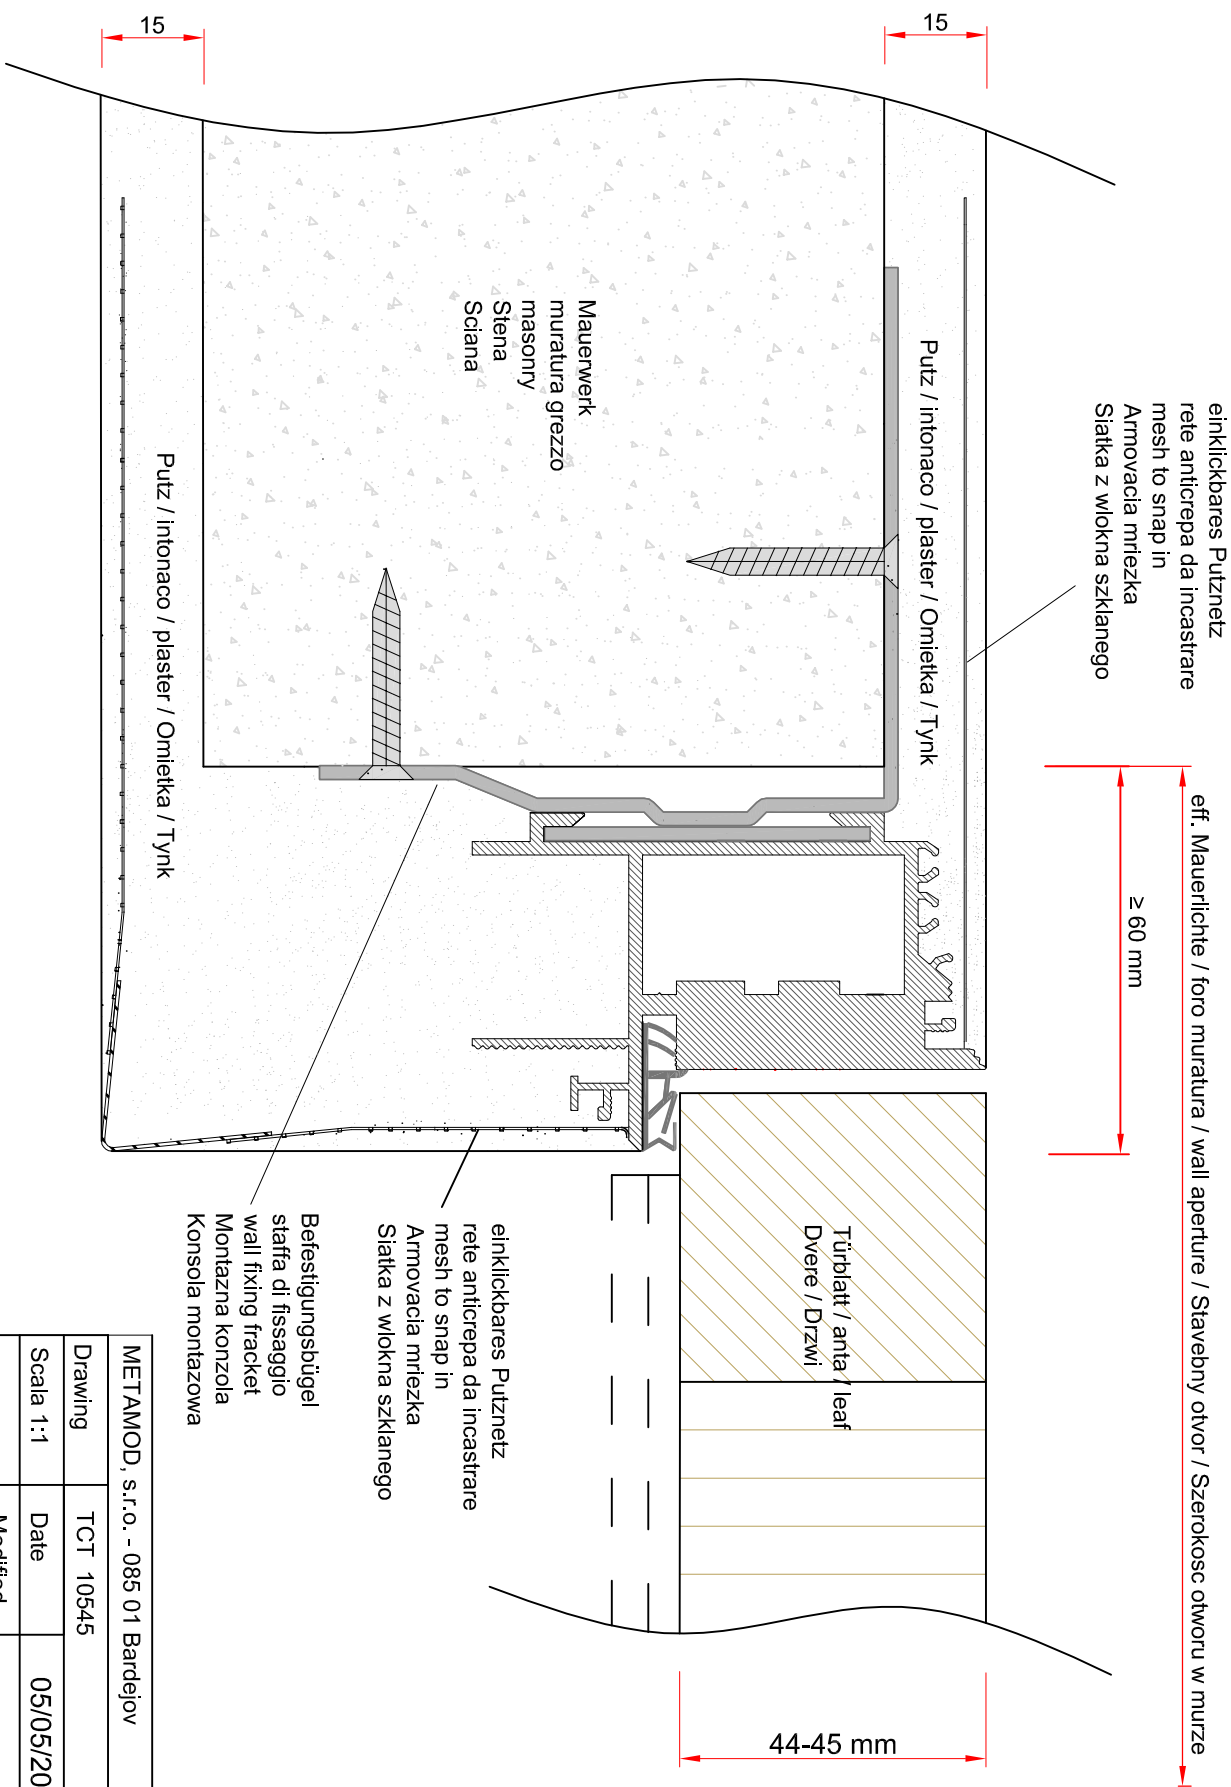 15
15
einklickbares Putznetz
rete anticrepa da incastrare
mesh to snap in
Armovacia mriezka
Siatka z wlokna szklanego
eff. Mauerlichte / foro muratura / wall aperture / Stavebny otvor / Szerokosc otworu w murze
≥ 60 mm
Putz / intonaco / plaster / Omietka / Tynk
Mauerwerk
muratura grezzo
masonry
Stena
Sciana
Putz / intonaco / plaster / Omietka / Tynk
Türblatt / anta / leaf
Dvere / Drzwi
einklickbares Putznetz
rete anticrepa da incastrare
mesh to snap in
Armovacia mriezka
Siatka z wlokna szklanego
Befestigungsbügel
staffa di fissaggio
wall fixing fracket
Montazna konzola
Konsola montazowa
44-45 mm
METAMOD, s.r.o. - 085 01 Bardejov
Drawing TCT 10545
Scala 1:1 Date 05/05/20